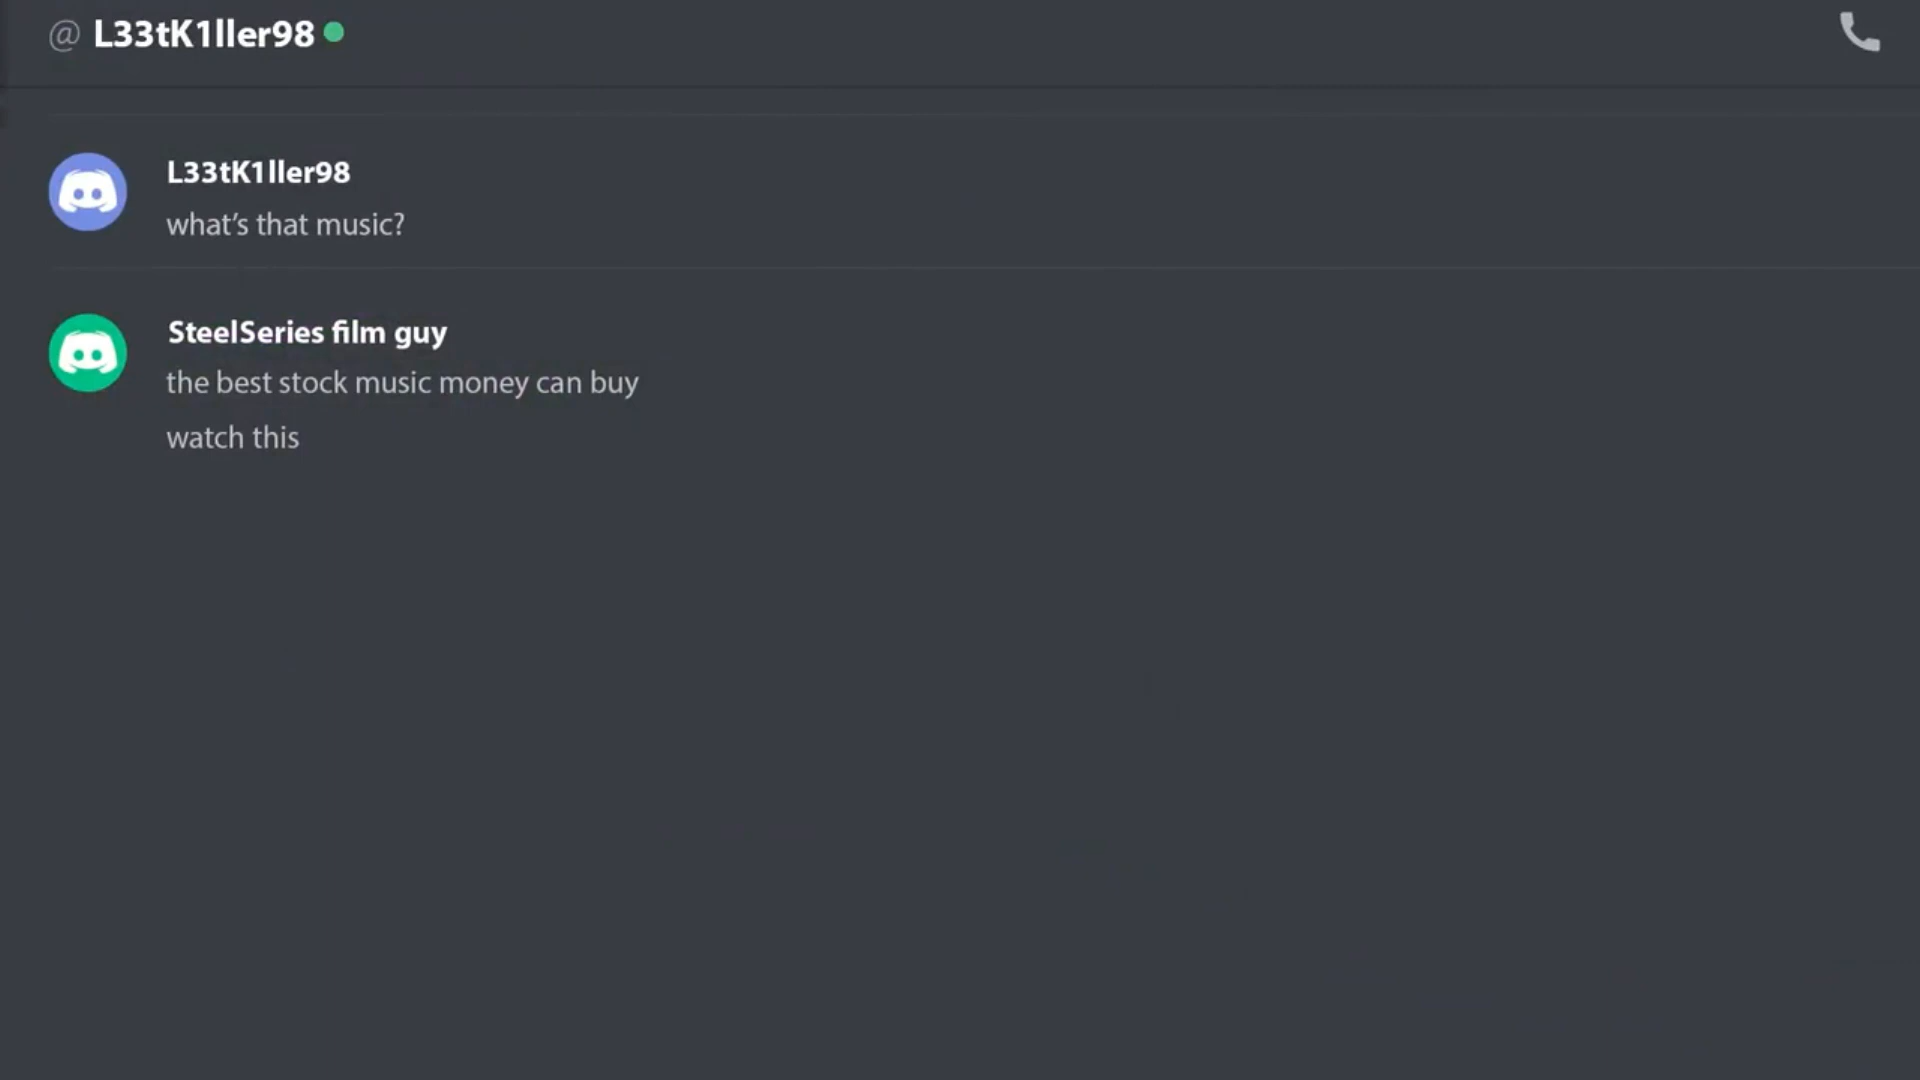 @ L33tK1ller98
L33tK1ller98
what's that music?
SteelSeries film guy
the best stock music money can buy
watch this